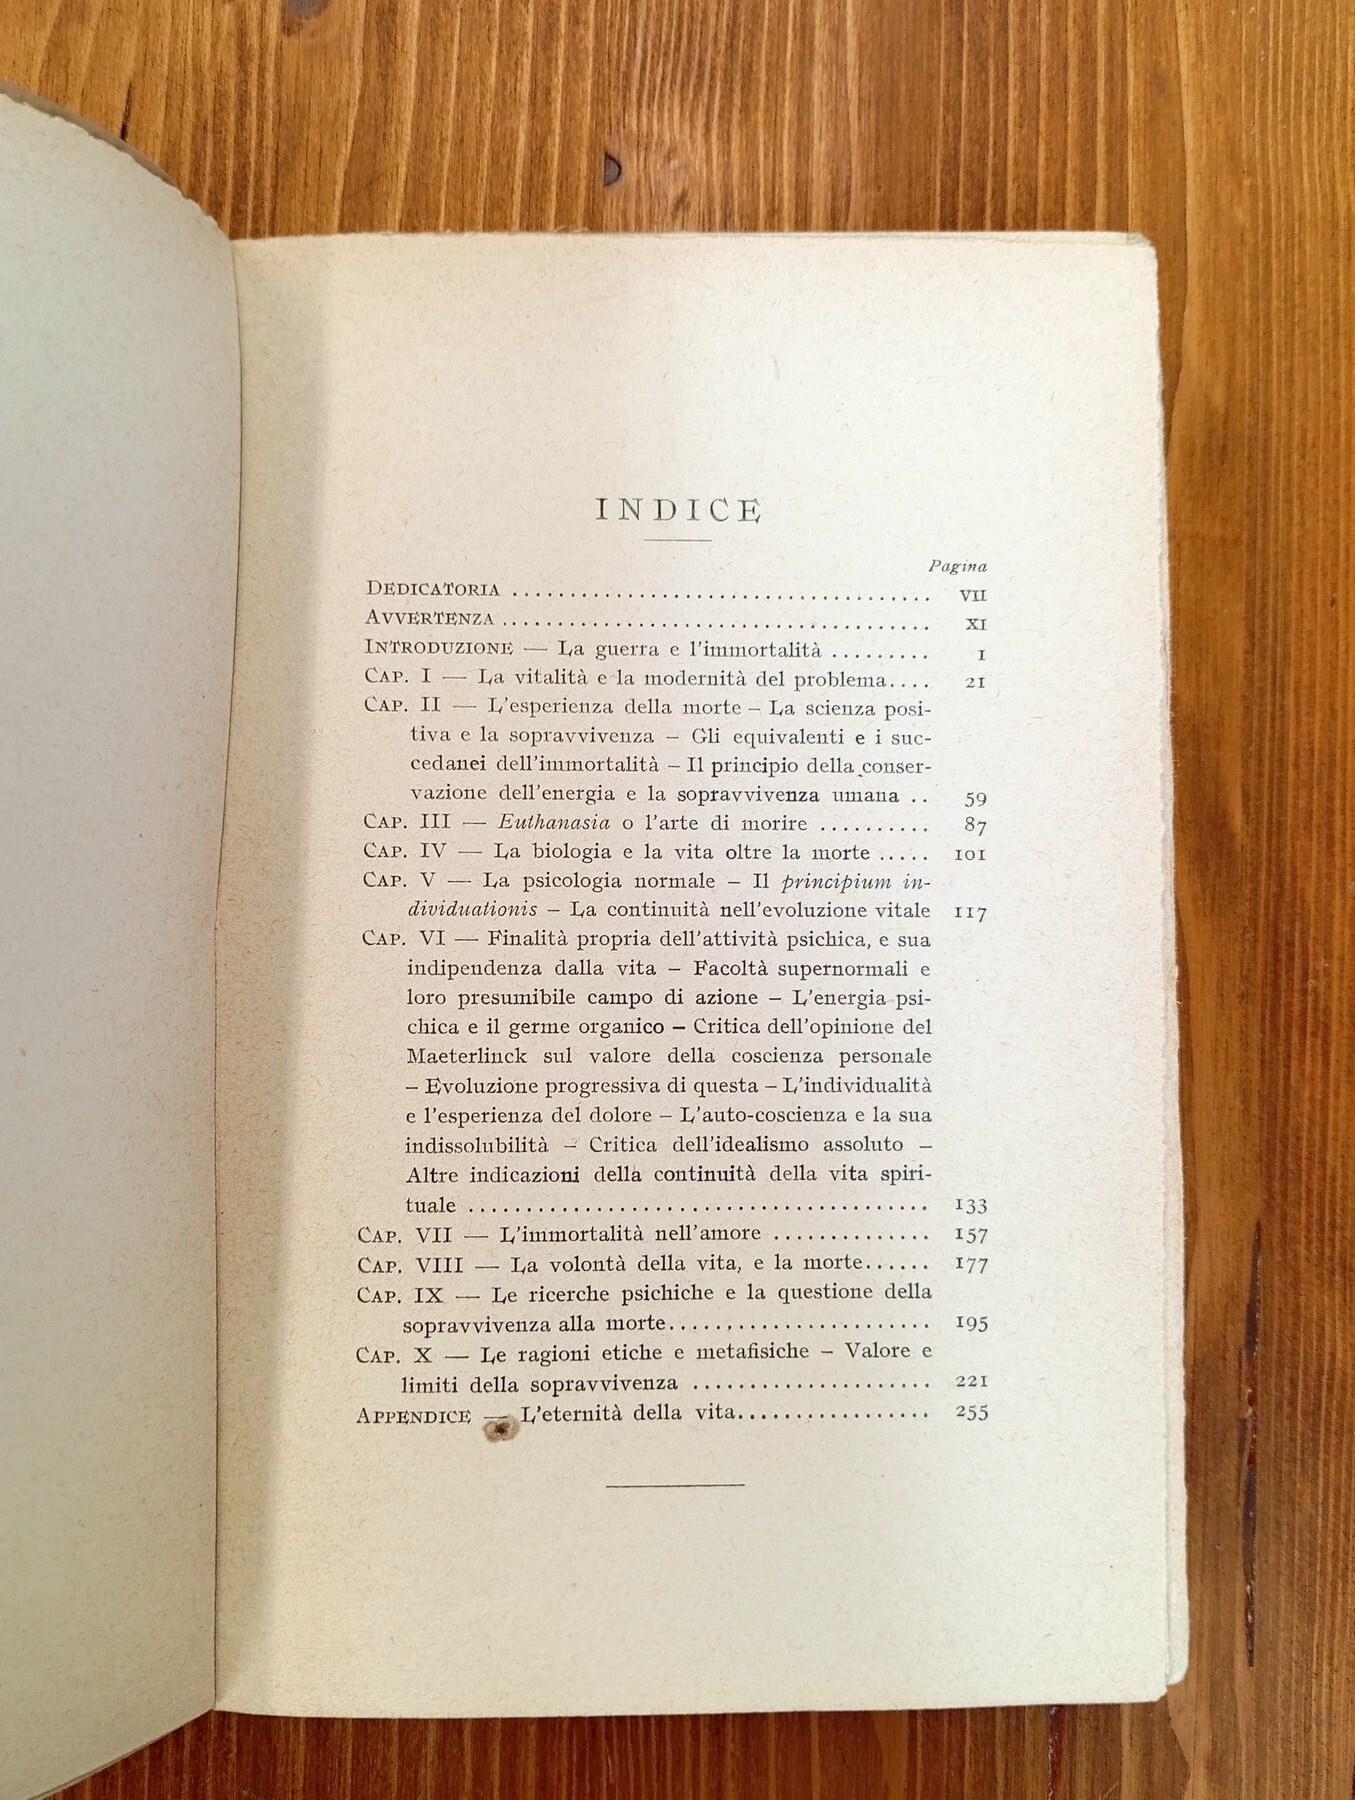 INDICE
Pagina
DEDICATORIA ..................................... VII
AVVERTENZA ..................................... XI
INTRODUZIONE — La guerra e l'immortalità ......... 1
CAP. I — La vitalità e la modernità del problema.... 21
CAP. II — L'esperienza della morte – La scienza posi-
tiva e la sopravvivenza – Gli equivalenti e i suc-
cedanei dell'immortalità – Il principio della conser-
vazione dell'energia e la sopravvivenza umana .. 59
CAP. III — Euthanasia o l'arte di morire .......... 87
CAP. IV — La biologia e la vita oltre la morte ..... 101
CAP. V — La psicologia normale – Il principium in-
dividuationis – La continuità nell'evoluzione vitale 117
CAP. VI — Finalità propria dell'attività psichica, e sua
indipendenza dalla vita – Facoltà supernormali e
loro presumibile campo di azione – L'energia psi-
chica e il germe organico – Critica dell'opinione del
Maeterlinck sul valore della coscienza personale
– Evoluzione progressiva di questa – L'individualità
e l'esperienza del dolore – L'auto-coscienza e la sua
indissolubilità – Critica dell'idealismo assoluto –
Altre indicazioni della continuità della vita spiri-
tuale ........................................ 133
CAP. VII — L'immortalità nell'amore .............. 157
CAP. VIII — La volontà della vita, e la morte...... 177
CAP. IX — Le ricerche psichiche e la questione della
sopravvivenza alla morte....................... 195
CAP. X — Le ragioni etiche e metafisiche – Valore e
limiti della sopravvivenza ..................... 221
APPENDICE — L'eternità della vita................. 255